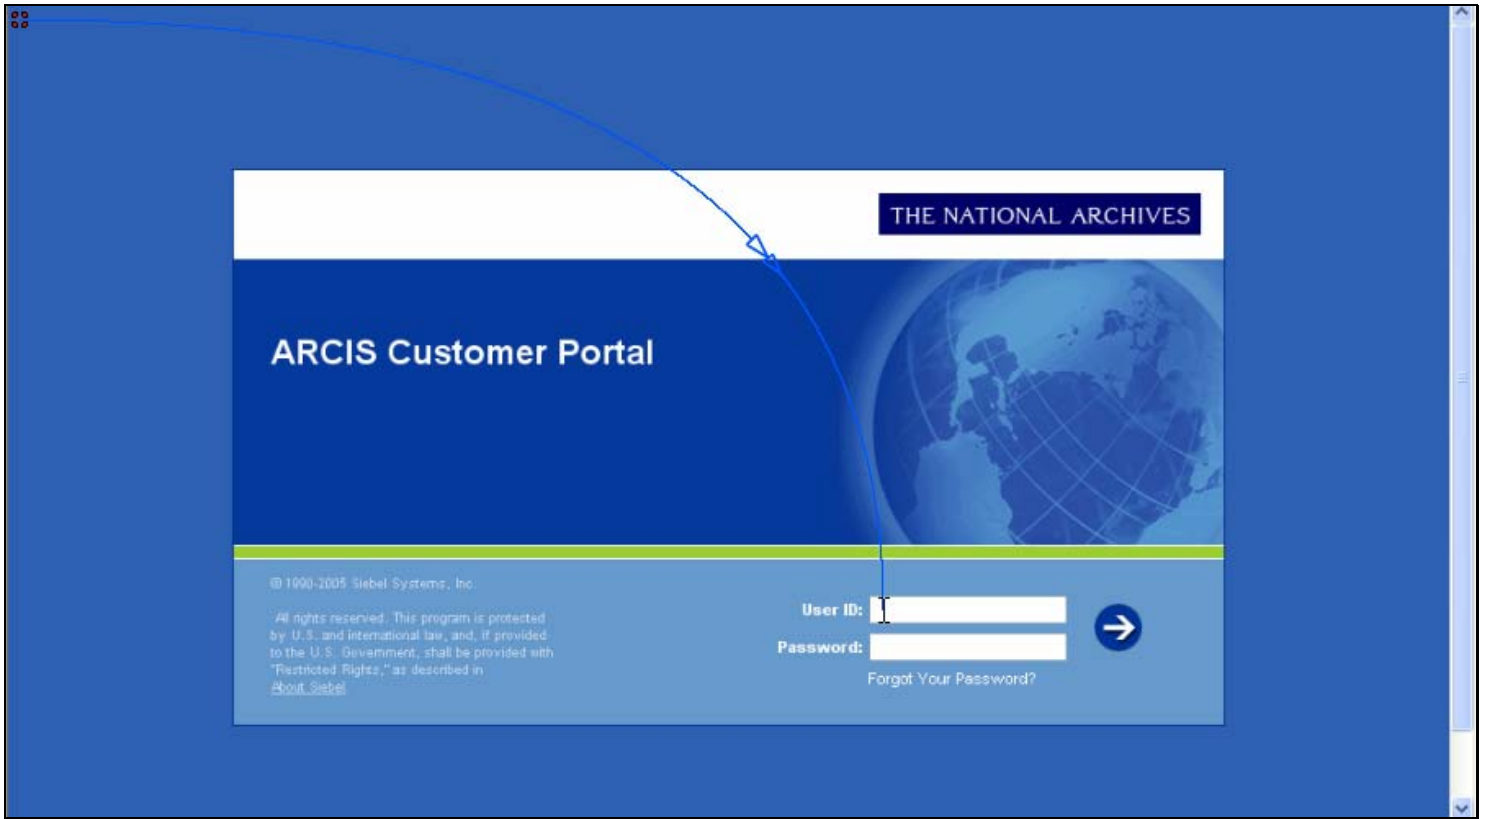 THE NATIONAL ARCHIVES
ARCIS Customer Portal
© 1990-2005 Siebel Systems, Inc.
All rights reserved. This program is protected
by U.S. and international law, and, if provided
to the U.S. Government, shall be provided with
"Restricted Rights," as described in
About Siebel
User ID:
Password:
Forgot Your Password?